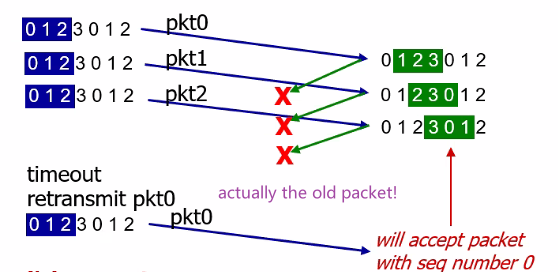 0 1 2 3 0 1 2 pkt0
0 1 2 3 0 1 2
0 1 2 3 0 1 2 pkt1
X 0 1 2 3 0 1 2
0 1 2 3 0 1 2 pkt2
X 0 1 2 3 0 1 2
X
timeout
retransmit pkt0
actually the old packet!
0 1 2 3 0 1 2 pkt0
will accept packet
with seq number 0